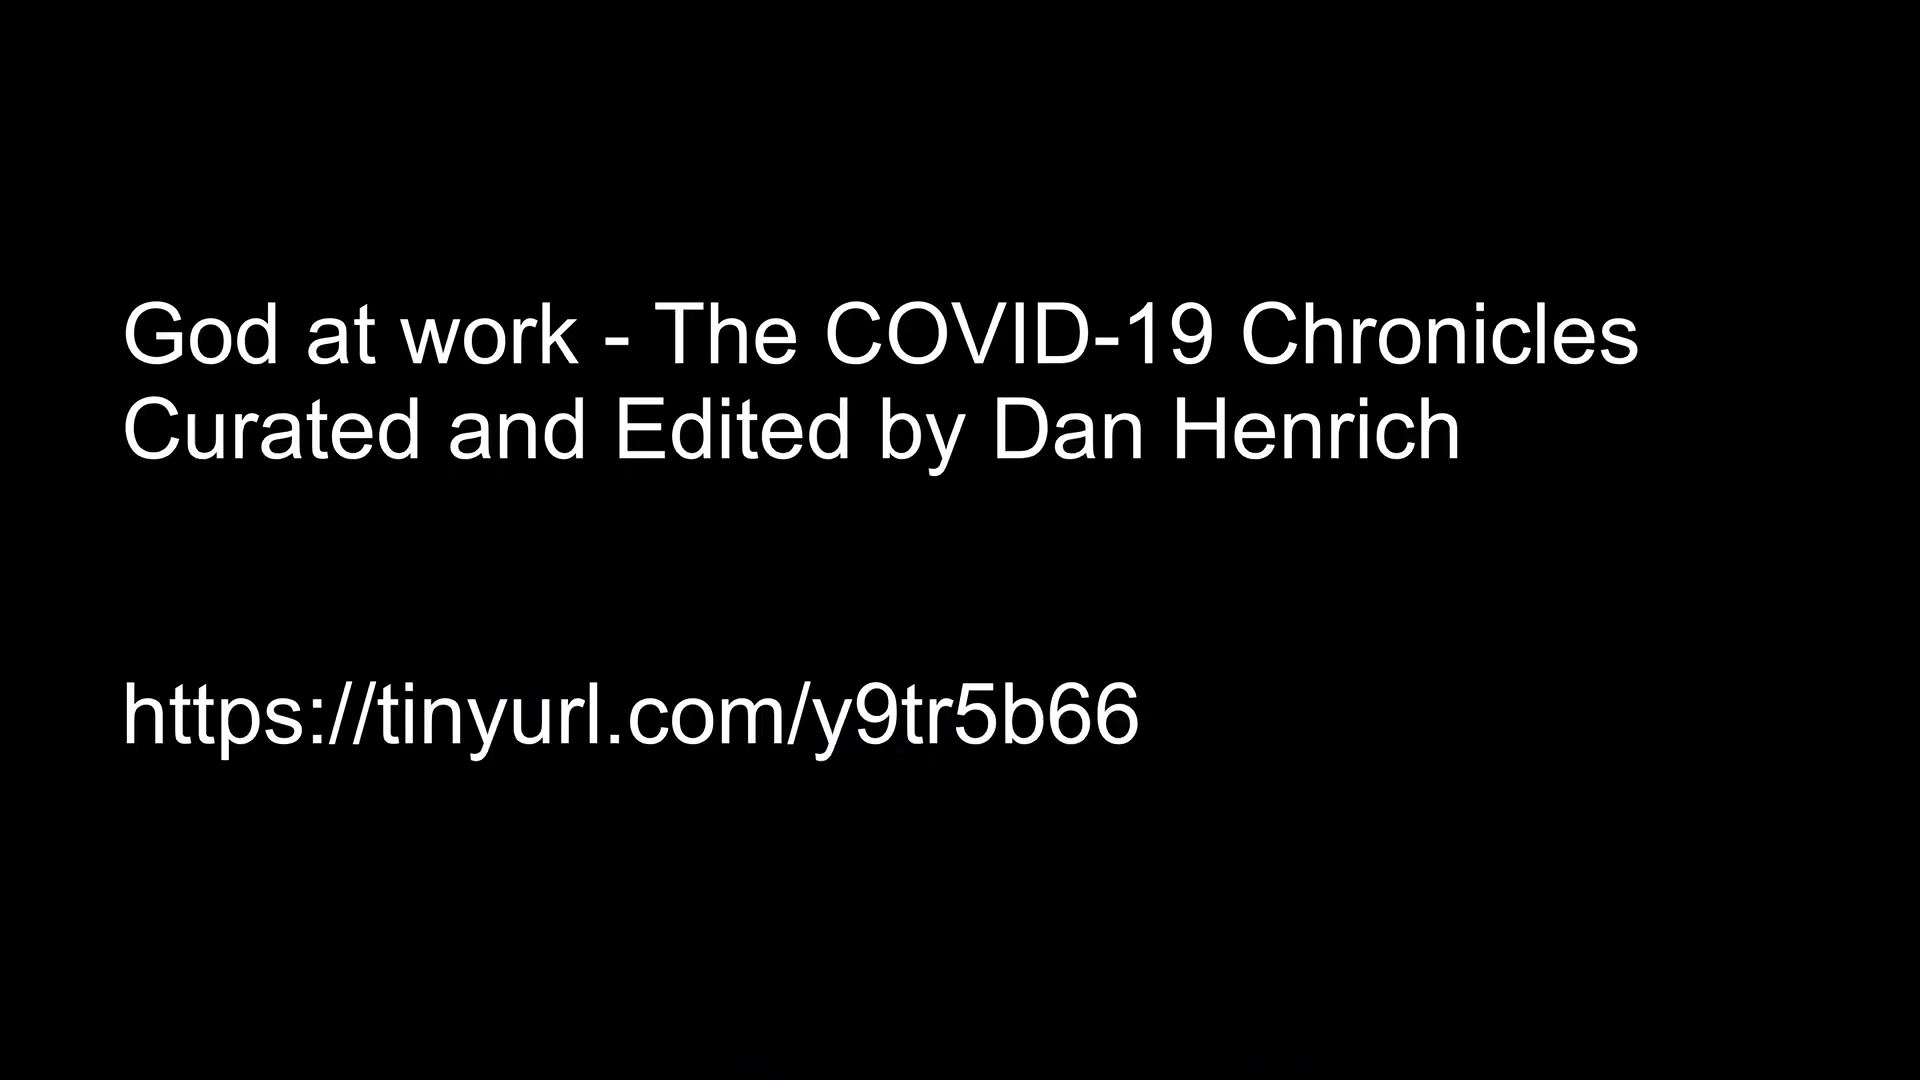 God at work - The COVID-19 Chronicles
Curated and Edited by Dan Henrich
https://tinyurl.com/y9tr5b66